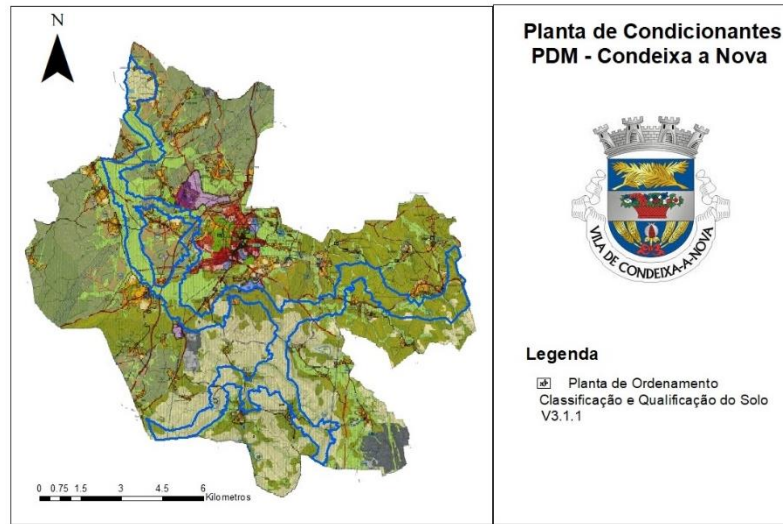 N
0 0.75 1.5 3 4.5 6
Kilometros
Planta de Condicionantes
PDM - Condeixa a Nova
VILA DE CONDEIXA-A-NOVA
Legenda
Planta de Ordenamento
Classificação e Qualificação do Solo
V3.1.1